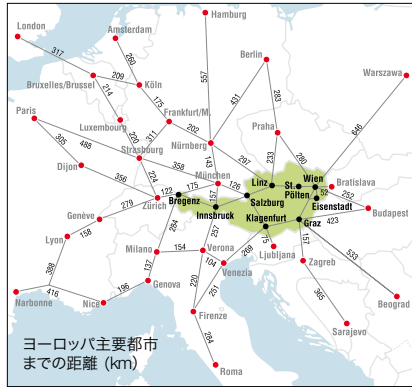 Hamburg
London
Amsterdam
317
260
Berlin
Warszawa
209
Köln
Bruxelles/Brussel
557
431
283
214
175
Frankfurt/M.
Paris
Luxembourg
220
311
202
Praha
646
488
Nürnberg
305
Strasbourg
143
297
233
280
Dijon
358
224
München
Linz
St.
Pölten
Wien
52
Bratislava
356
122
175
126
Salzburg
Eisenstadt
Zürich
Bregenz
157
Innsbruck
Klagenfurt
Graz
423
Budapest
Genève
279
284
257
Lyon
158
75
157
Milano
154
Verona
104
269
Ljubljana
Zagreb
533
388
137
Venezia
416
196
Genova
220
251
365
Beograd
Narbonne
Nice
Firenze
Sarajevo
284
Roma
ヨーロッパ主要都市
までの距離 (km)